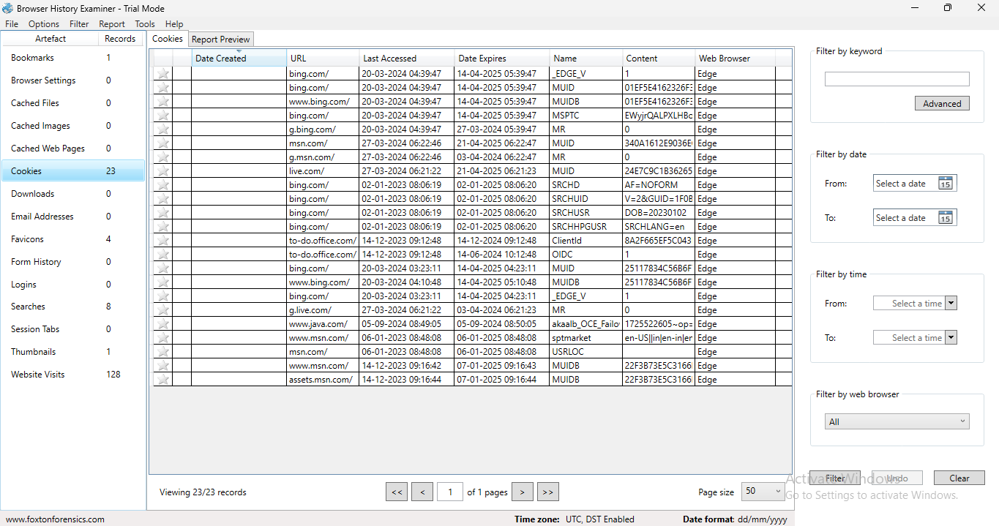 Browser History Examiner - Trial Mode
File Options Filter Report Tools Help
Artefact Records
Bookmarks 1
Browser Settings 0
Cached Files 0
Cached Images 0
Cached Web Pages 0
Cookies 23
Downloads 0
Email Addresses 0
Favicons 4
Form History 0
Logins 0
Searches 8
Session Tabs 0
Thumbnails 1
Website Visits 128
Cookies Report Preview
Date Created URL Last Accessed Date Expires Name Content Web Browser
bing.com/ 20-03-2024 04:39:47 14-04-2025 05:39:47 _EDGE_V 1 Edge
bing.com/ 20-03-2024 04:39:47 14-04-2025 05:39:47 MUID 01EF5E4162326F Edge
www.bing.com/ 20-03-2024 04:39:47 14-04-2025 05:39:47 MUIDB 01EF5E4162326F Edge
bing.com/ 20-03-2024 04:39:47 14-04-2025 05:39:47 MSPTC EWyjrQALPXLHBc Edge
g.bing.com/ 20-03-2024 04:39:47 27-03-2024 05:39:47 MR 0 Edge
msn.com/ 27-03-2024 06:22:46 21-04-2025 06:22:47 MUID 340A1612E9036E Edge
g.msn.com/ 27-03-2024 06:22:46 03-04-2024 06:22:47 MR 0 Edge
live.com/ 27-03-2024 06:21:22 21-04-2025 06:21:23 MUID 24E7C9C1B36265 Edge
bing.com/ 02-01-2023 08:06:19 02-01-2025 08:06:20 SRCHD AF=NOFORM Edge
bing.com/ 02-01-2023 08:06:19 02-01-2025 08:06:20 SRCHUID V=2&GUID=1F0E Edge
bing.com/ 02-01-2023 08:06:19 02-01-2025 08:06:20 SRCHUSR DOB=20230102 Edge
bing.com/ 02-01-2023 08:06:19 02-01-2025 08:06:20 SRCHHPGUSR SRCHLANG=en Edge
to-do.office.com/ 14-12-2023 09:12:48 14-12-2024 09:12:48 ClientId 8A2F665EF5C043 Edge
to-do.office.com/ 14-12-2023 09:12:48 14-06-2024 10:12:48 OIDC 1 Edge
bing.com/ 20-03-2024 03:23:11 14-04-2025 04:23:11 MUID 25117834C56B6F Edge
www.bing.com/ 20-03-2024 04:10:48 14-04-2025 05:10:48 MUIDB 25117834C56B6F Edge
bing.com/ 20-03-2024 03:23:11 14-04-2025 04:23:11 _EDGE_V 1 Edge
g.live.com/ 27-03-2024 06:21:22 03-04-2024 06:21:23 MR 0 Edge
www.java.com/ 05-09-2024 08:49:05 05-09-2024 08:50:05 akaalb_OCE_Failo 1725522605~op= Edge
www.msn.com/ 06-01-2023 08:48:08 06-01-2025 08:48:08 sptmarket en-US||in|en-in|en Edge
msn.com/ 06-01-2023 08:48:08 06-01-2025 08:48:08 USRLOC Edge
www.msn.com/ 14-12-2023 09:16:42 07-01-2025 09:16:43 MUIDB 22F3B73E5C3166 Edge
assets.msn.com/ 14-12-2023 09:16:44 07-01-2025 09:16:44 MUIDB 22F3B73E5C3166 Edge
Viewing 23/23 records << < 1 of 1 pages > >> Page size 50
Filter by keyword
Advanced
Filter by date
From: Select a date 15
To: Select a date 15
Filter by time
From: Select a time
To: Select a time
Filter by web browser
All
Filter Undo Clear
Activate Windows
Go to Settings to activate Windows.
www.foxtonforensics.com Time zone: UTC, DST Enabled Date format: dd/mm/yyyy